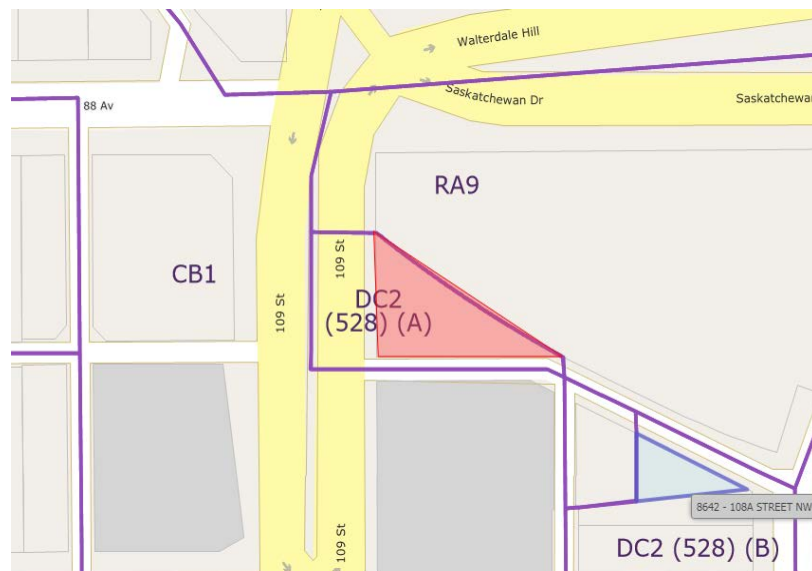 Walterdale Hill
Saskatchewan Dr
88 Av
RA9
CB1
109 St
109 St
DC2
(528) (A)
8642 - 108A STREET NW
109 St
DC2 (528) (B)